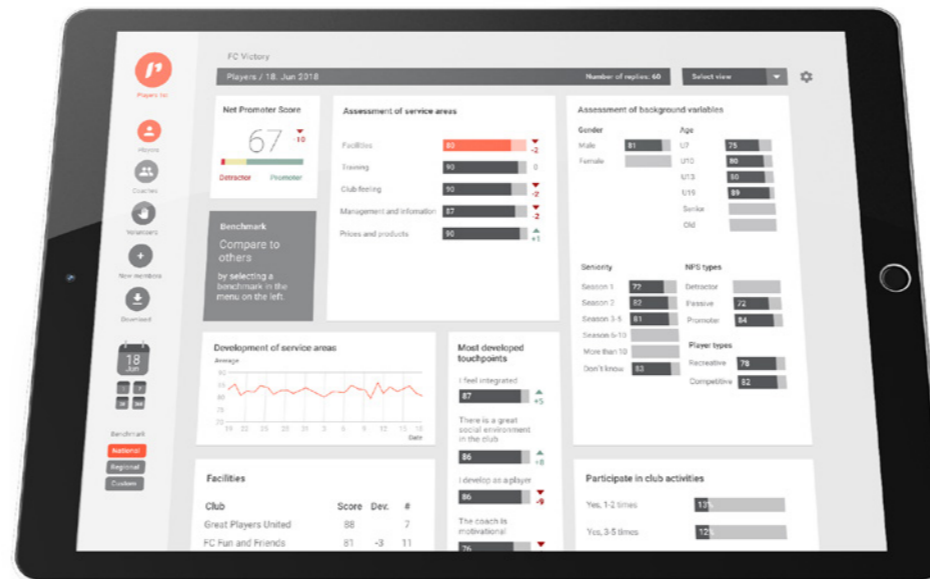 FC Victory
Players / 18. Jun 2018
Number of replies: 60
Select view
Players
Coaches
Volunteers
New members
Download
18
Jun
Benchmark
National
Regional
Custom
Net Promoter Score
67
-10
Detractor
Promoter
Benchmark
Compare to
others
by selecting a
benchmark in the
menu on the left.
Assessment of service areas
Facilities
-2
Training 90 0
Club feeling 90 -2
Management and infomation 87 -2
Prices and products 90 +1
Assessment of background variables
Gender
Male 81
Female
Age
U7 75
U10 80
U13 80
U19 89
Senior
Old
Seniority
Season 1 72
Season 2 82
Season 3-5 81
Season 6-10
More than 10
Don't know 83
NPS types
Detractor
Passive 72
Promoter 84
Player types
Recreative 78
Competitive 82
Development of service areas
Average
90
85
80
75
70
Date
Most developed
touchpoints
I feel integrated
87 +5
There is a great
social environment
in the club
86 +8
I develop as a player
86 -9
The coach is
motivational
76
Facilities
Club Score Dev. #
Great Players United 88 7
FC Fun and Friends 81 -3 11
Participate in club activities
Yes, 1-2 times 13%
Yes, 3-5 times 12%